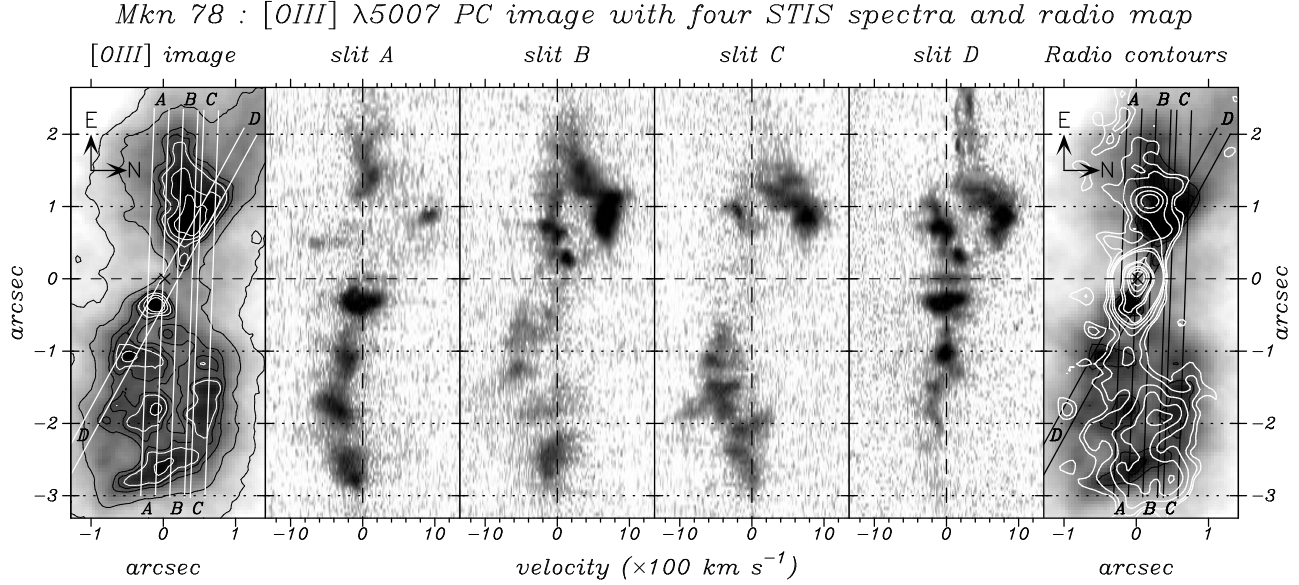 Mkn 78 : [OIII] λ5007 PC image with four STIS spectra and radio map
[OIII] image slit A slit B slit C slit D Radio contours
A B C D
E
N
A B C D
E
N
2
1
0
−1
−2
−3
2
1
0
−1
−2
−3
arcsec
arcsec
D
D
A B C
A B C
−1 0 1 −10 0 10 −10 0 10 −10 0 10 −10 0 10 −1 0 1
arcsec velocity (×100 km s⁻¹) arcsec